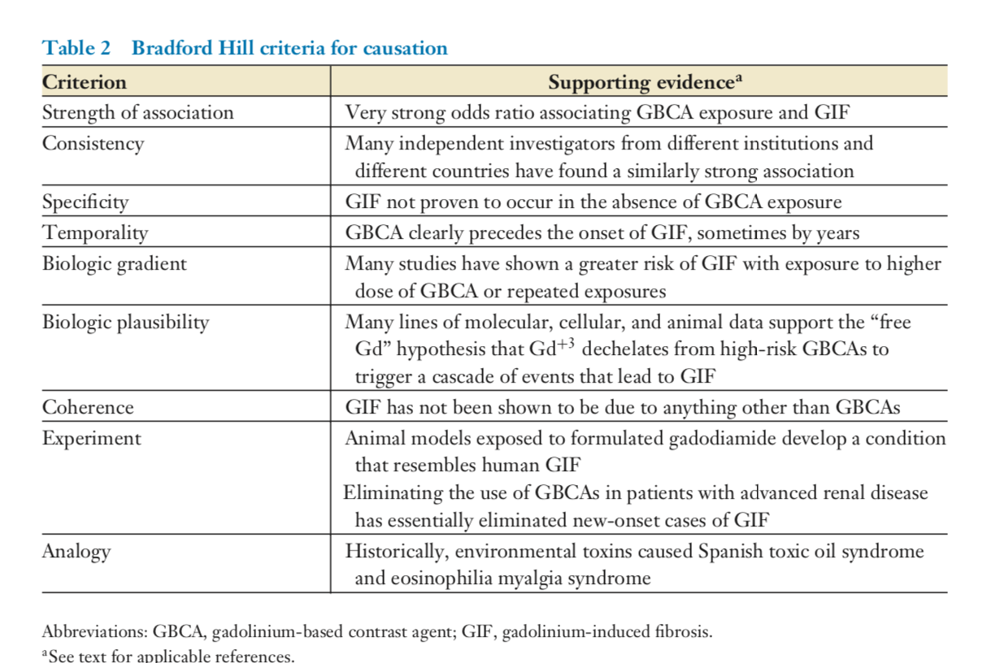 Table 2 Bradford Hill criteria for causation
Criterion Supporting evidenceᵃ
Strength of association Very strong odds ratio associating GBCA exposure and GIF
Consistency Many independent investigators from different institutions and
different countries have found a similarly strong association
Specificity GIF not proven to occur in the absence of GBCA exposure
Temporality GBCA clearly precedes the onset of GIF, sometimes by years
Biologic gradient Many studies have shown a greater risk of GIF with exposure to higher
dose of GBCA or repeated exposures
Biologic plausibility Many lines of molecular, cellular, and animal data support the “free
Gd” hypothesis that Gd⁺³ dechelates from high-risk GBCAs to
trigger a cascade of events that lead to GIF
Coherence GIF has not been shown to be due to anything other than GBCAs
Experiment Animal models exposed to formulated gadodiamide develop a condition
that resembles human GIF
Eliminating the use of GBCAs in patients with advanced renal disease
has essentially eliminated new-onset cases of GIF
Analogy Historically, environmental toxins caused Spanish toxic oil syndrome
and eosinophilia myalgia syndrome
Abbreviations: GBCA, gadolinium-based contrast agent; GIF, gadolinium-induced fibrosis.
ᵃSee text for applicable references.